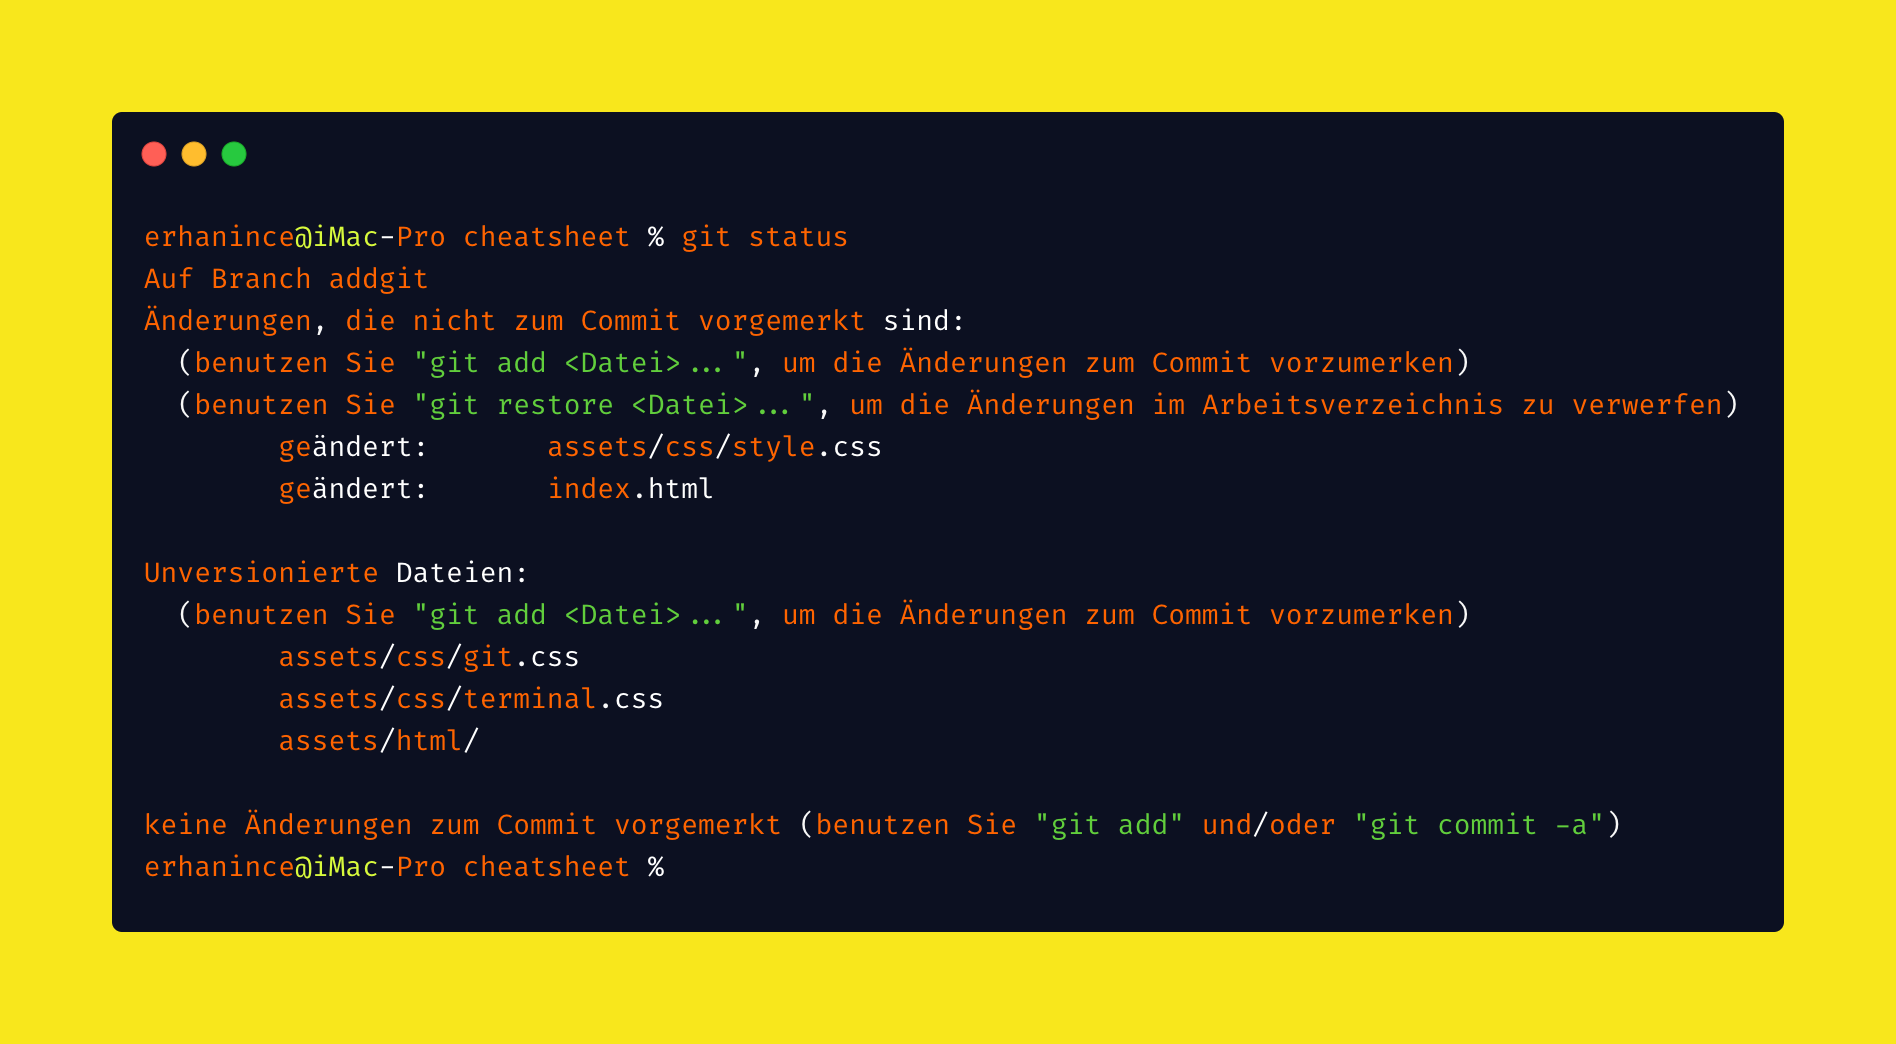 erhanince@iMac-Pro cheatsheet % git status
Auf Branch addgit
Änderungen, die nicht zum Commit vorgemerkt sind:
  (benutzen Sie "git add <Dati>...", um die Änderungen zum Commit vorzumerken)
  (benutzen Sie "git restore <Datei>...", um die Änderungen im Arbeitsverzeichnis zu verwerfen)
        geändert:       assets/css/style.css
        geändert:       index.html

Unversionierte Dateien:
  (benutzen Sie "git add <Datei>...", um die Änderungen zum Commit vorzumerken)
        assets/css/git.css
        assets/css/terminal.css
        assets/html/

keine Änderungen zum Commit vorgemerkt (benutzen Sie "git add" und/oder "git commit -a")
erhanince@iMac-Pro cheatsheet %